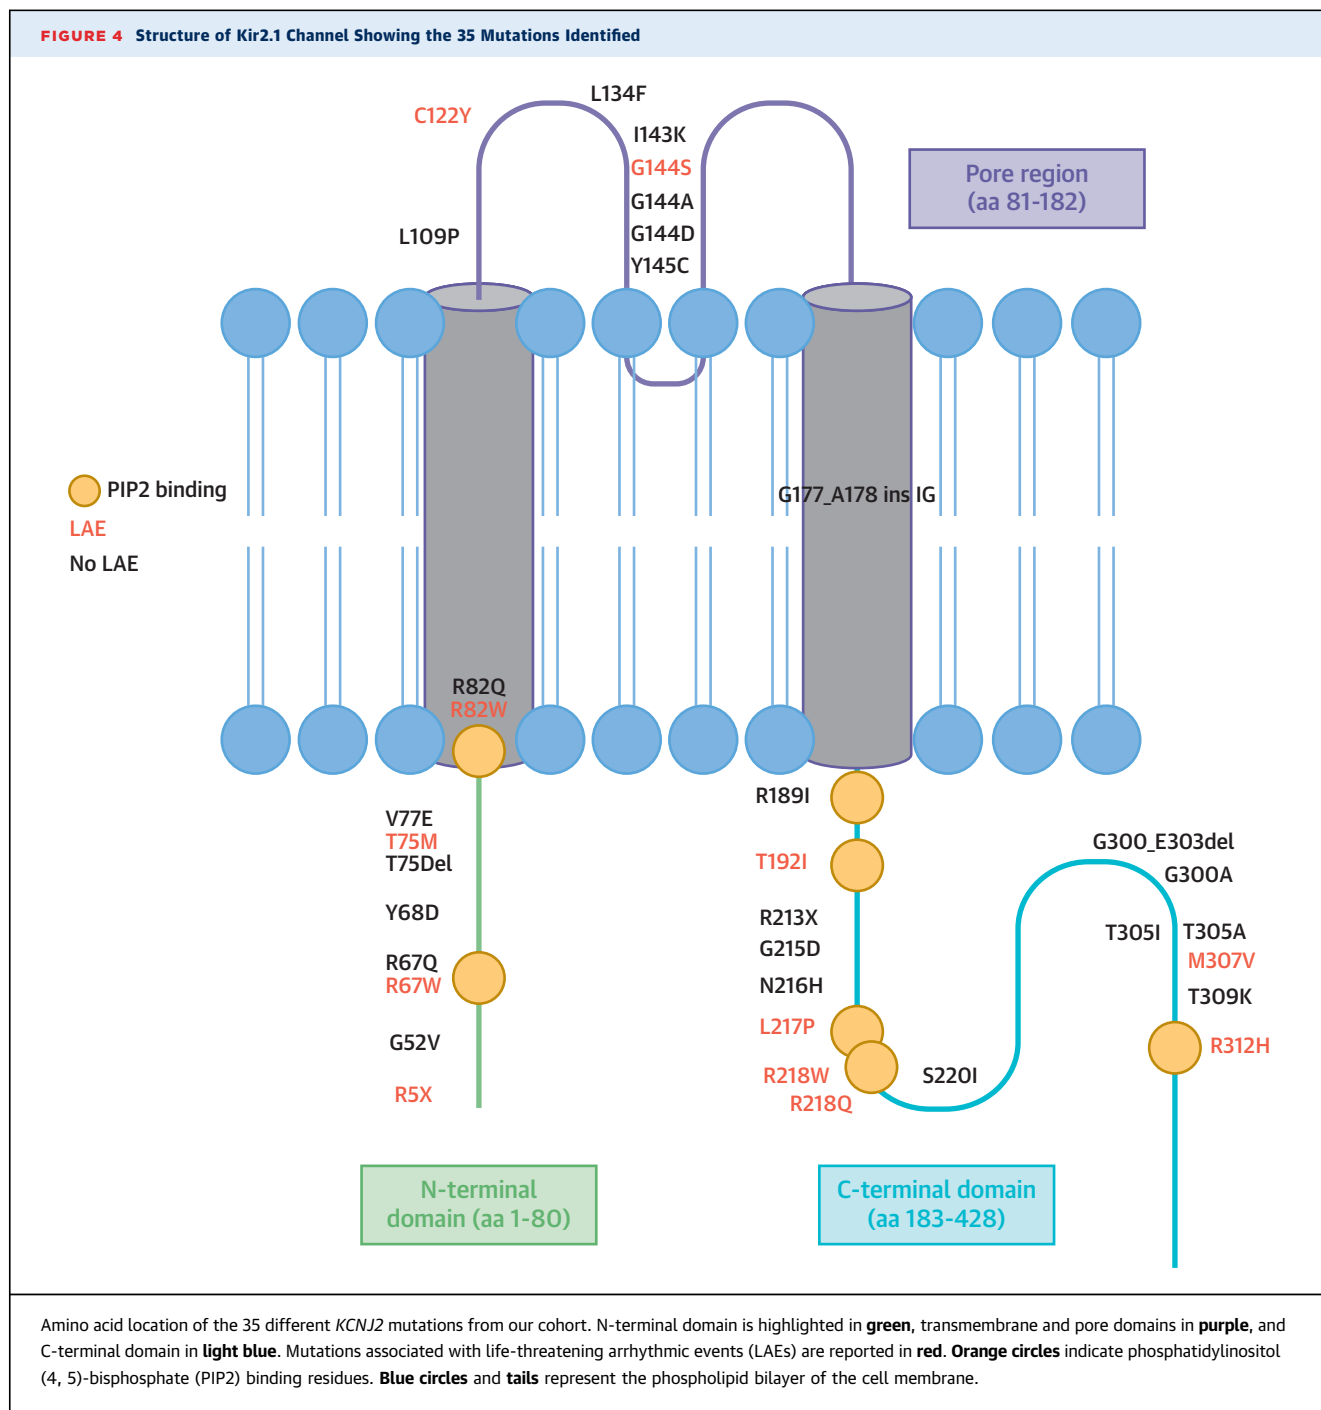 FIGURE 4 Structure of Kir2.1 Channel Showing the 35 Mutations Identified
L134F
C122Y
I143K
G144S
G144A
G144D
Y145C
L109P
Pore region
(aa 81-182)
G177_A178 ins IG
PIP2 binding
LAE
No LAE
R82Q
R82W
V77E
T75M
T75Del
Y68D
R67Q
R67W
G52V
R5X
R189I
T192I
R213X
G215D
N216H
L217P
R218W
R218Q
S220I
G300_E303del
G300A
T305I
T305A
M307V
T309K
R312H
N-terminal
domain (aa 1-80)
C-terminal domain
(aa 183-428)
Amino acid location of the 35 different KCNJ2 mutations from our cohort. N-terminal domain is highlighted in green, transmembrane and pore domains in purple, and
C-terminal domain in light blue. Mutations associated with life-threatening arrhythmic events (LAEs) are reported in red. Orange circles indicate phosphatidylinositol
(4, 5)-bisphosphate (PIP2) binding residues. Blue circles and tails represent the phospholipid bilayer of the cell membrane.